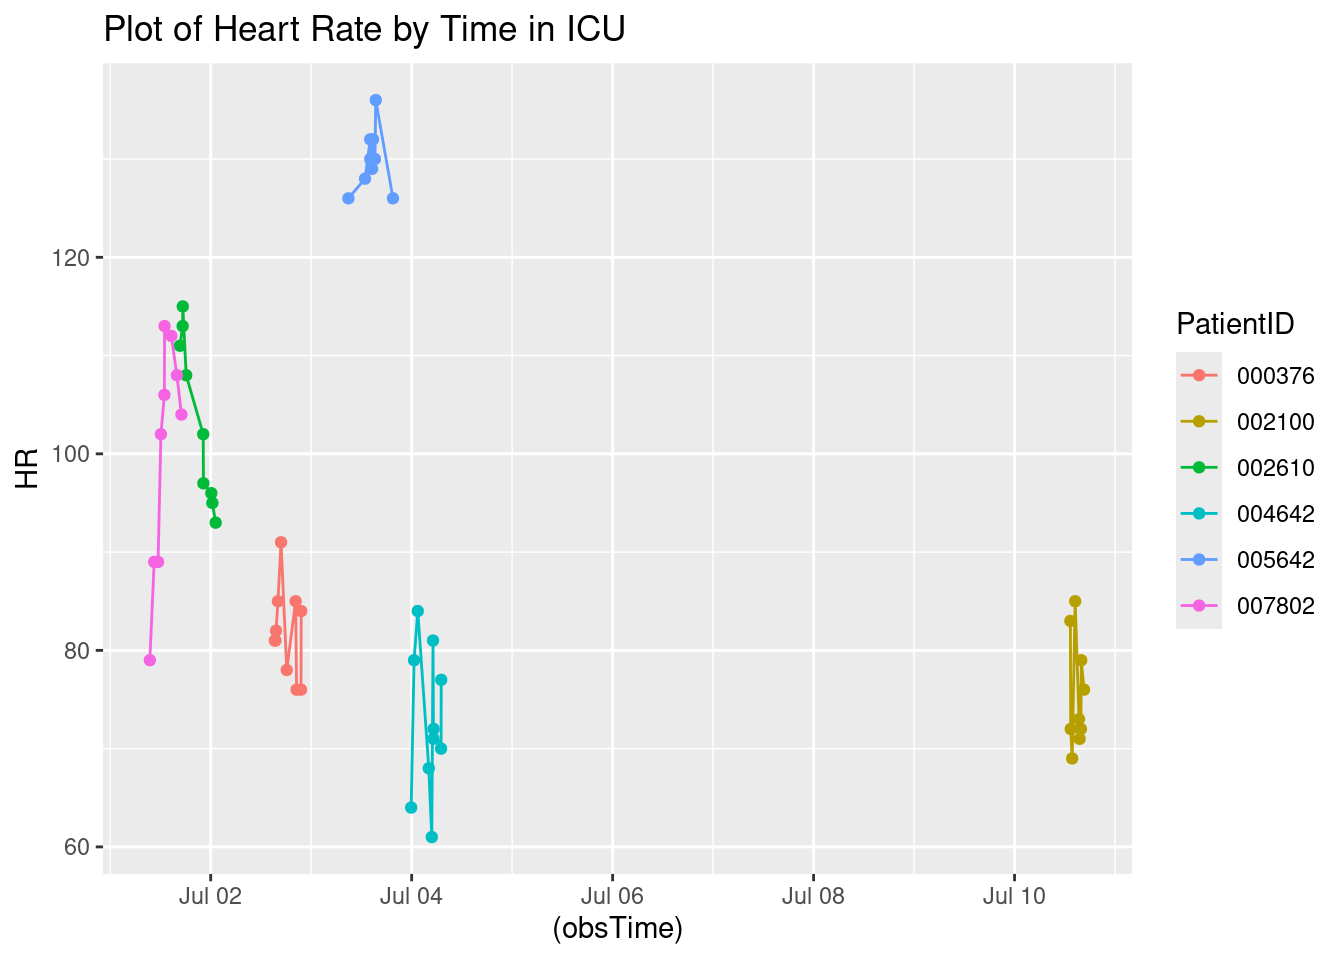 Plot of Heart Rate by Time in ICU
HR
120
100
80
60
Jul 02
Jul 04
Jul 06
Jul 08
Jul 10
(obsTime)
PatientID
000376
002100
002610
004642
005642
007802